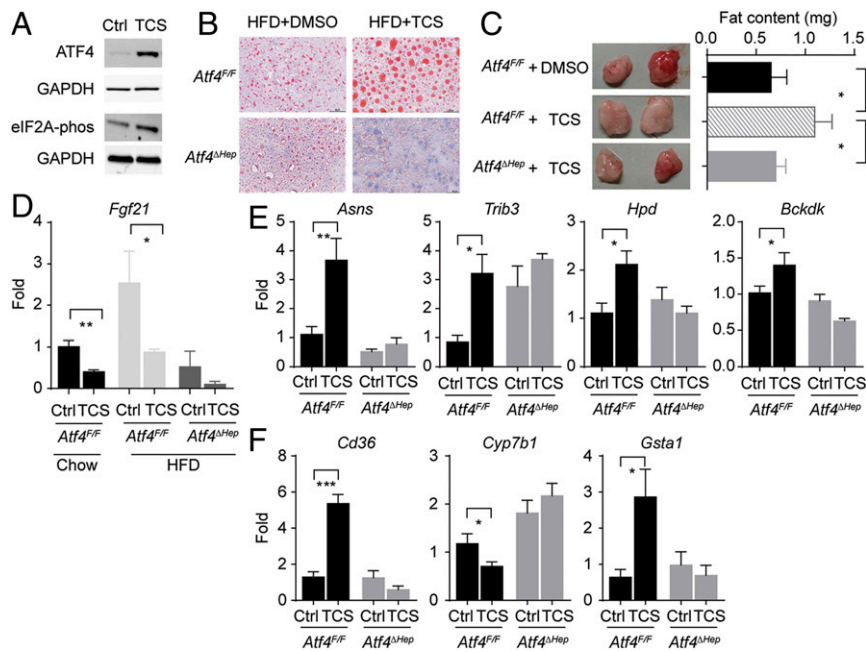 A
Ctrl TCS
ATF4
GAPDH
eIF2A-phos
GAPDH
B
HFD+DMSO HFD+TCS
Atf4F/F
Atf4ΔHep
C
Fat content (mg)
0.0 0.5 1.0 1.5
Atf4F/F + DMSO
Atf4F/F + TCS
Atf4ΔHep + TCS
*
*
D
Fgf21
Fold
4
3
2
1
0
**
*
Ctrl TCS Ctrl TCS Ctrl TCS
Atf4F/F Atf4F/F Atf4ΔHep
Chow HFD
E
Asns
5
4
3
2
1
0
**
Ctrl TCS Ctrl TCS
Atf4F/F Atf4ΔHep
Trib3
5
4
3
2
1
0
*
Ctrl TCS Ctrl TCS
Atf4F/F Atf4ΔHep
Hpd
3
2
1
0
*
Ctrl TCS Ctrl TCS
Atf4F/F Atf4ΔHep
Bckdk
2.0
1.5
1.0
0.5
0.0
*
Ctrl TCS Ctrl TCS
Atf4F/F Atf4ΔHep
F
Cd36
Fold
8
6
4
2
0
***
Ctrl TCS Ctrl TCS
Atf4F/F Atf4ΔHep
Cyp7b1
3
2
1
0
*
Ctrl TCS Ctrl TCS
Atf4F/F Atf4ΔHep
Gsta1
4
3
2
1
0
*
Ctrl TCS Ctrl TCS
Atf4F/F Atf4ΔHep